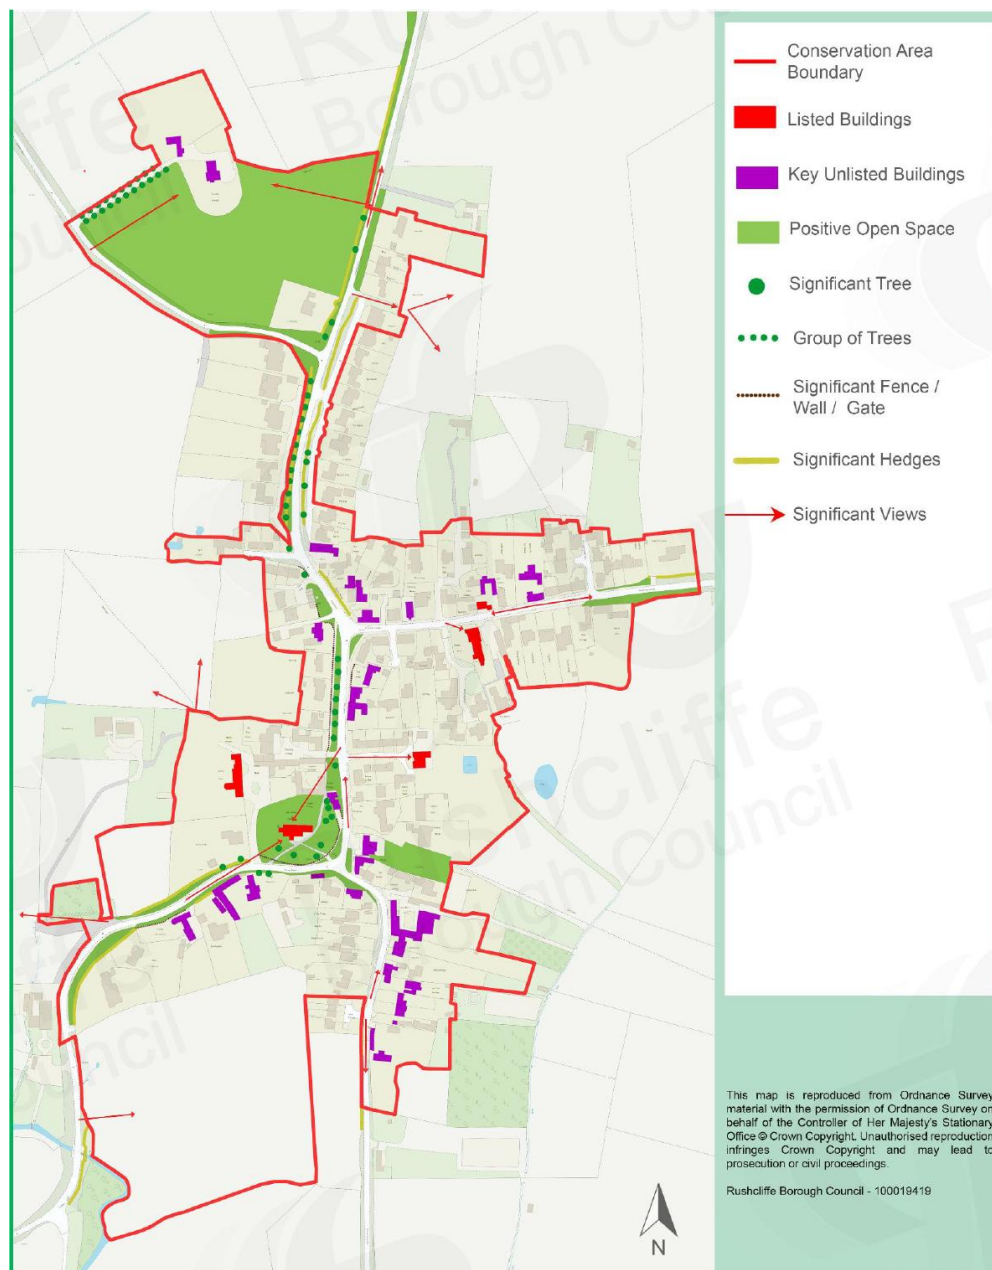 Conservation Area
Boundary
Listed Buildings
Key Unlisted Buildings
Positive Open Space
Significant Tree
Group of Trees
Significant Fence /
Wall / Gate
Significant Hedges
Significant Views
This map is reproduced from Ordnance Survey
material with the permission of Ordnance Survey on
behalf of the Controller of Her Majesty's Stationary
Office © Crown Copyright. Unauthorised reproduction
infringes Crown Copyright and may lead to
prosecution or civil proceedings.
Rushcliffe Borough Council - 100019419
N